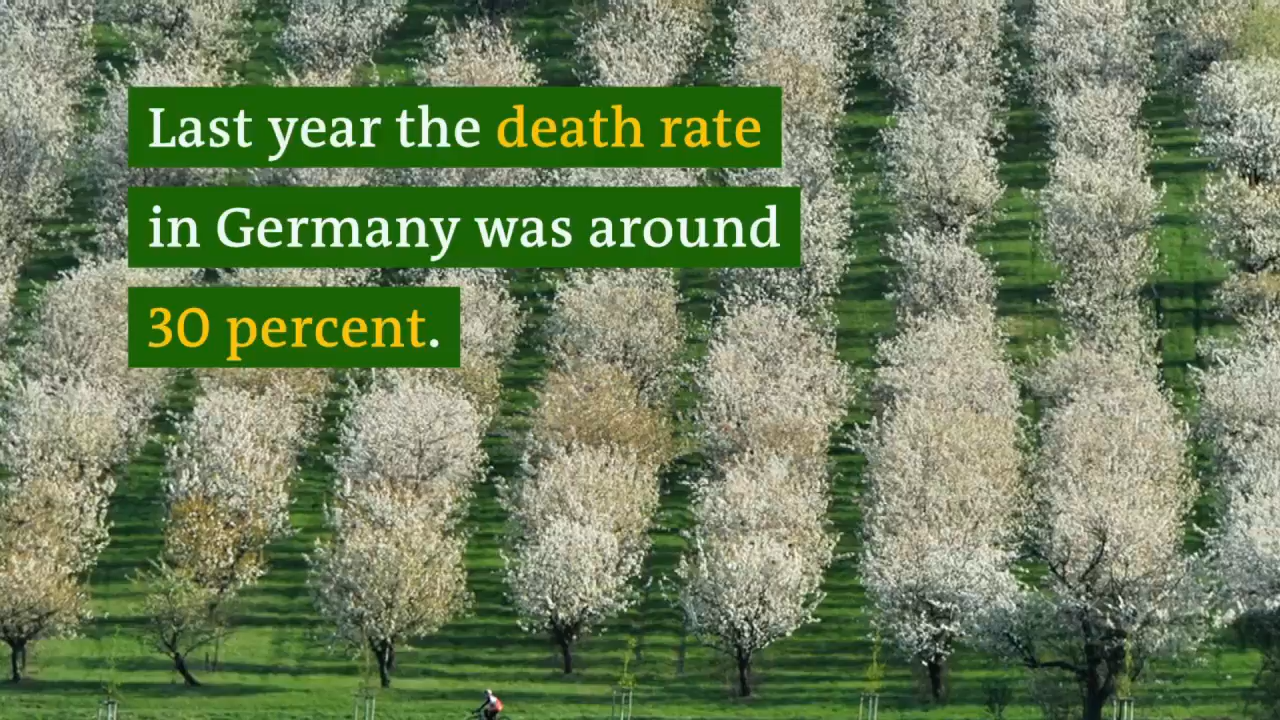 Last year the death rate
in Germany was around
30 percent.